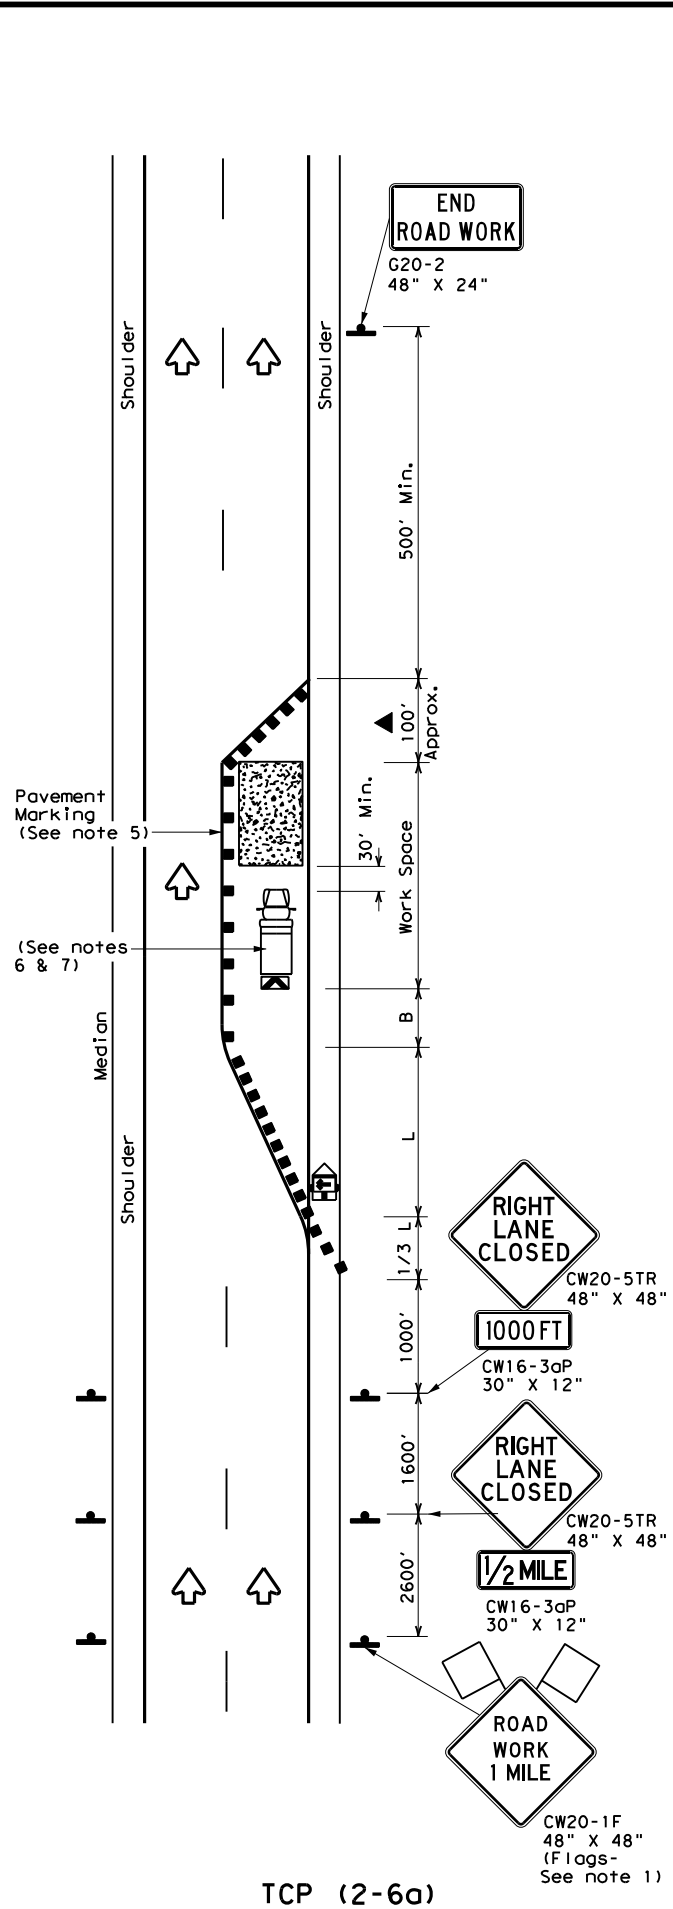 END
ROAD WORK
G20-2
48" X 24"
Shoulder
Shoulder
500' Min.
100'
Approx.
30' Min.
Pavement
Marking
(See note 5)
Work Space
(See notes
6 & 7)
B
Median
L
Shoulder
1/3 L
RIGHT
LANE
CLOSED
CW20-5TR
48" X 48"
1000 FT
1000'
CW16-3aP
30" X 12"
1600'
RIGHT
LANE
CLOSED
CW20-5TR
48" X 48"
1/2 MILE
2600'
CW16-3aP
30" X 12"
ROAD
WORK
1 MILE
CW20-1F
48" X 48"
(Flags-
See note 1)
TCP (2-6a)